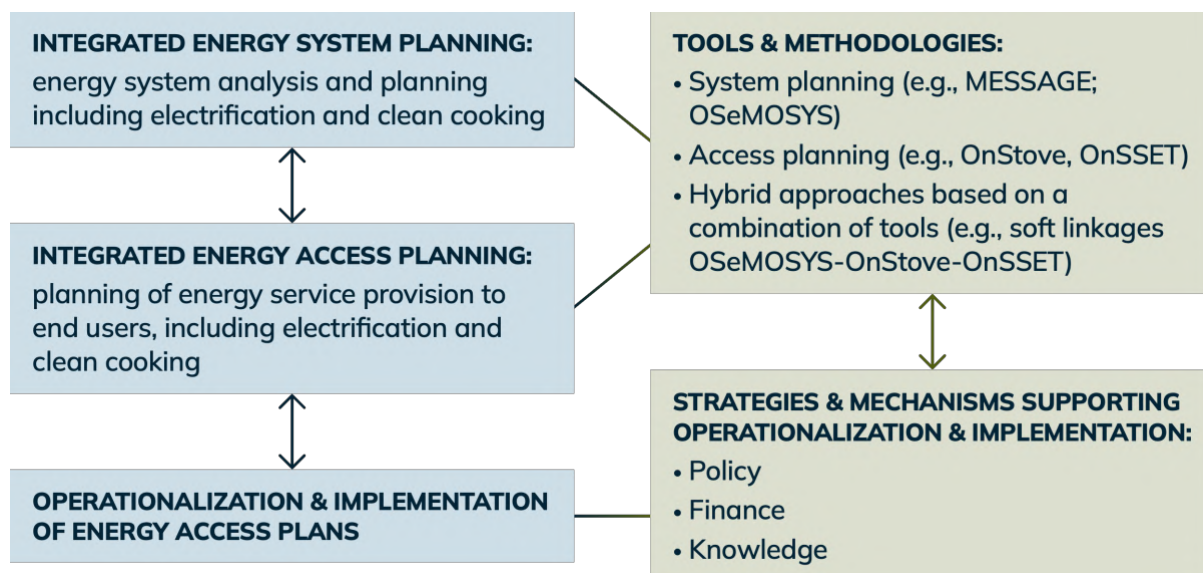 INTEGRATED ENERGY SYSTEM PLANNING:
energy system analysis and planning
including electrification and clean cooking
INTEGRATED ENERGY ACCESS PLANNING:
planning of energy service provision to
end users, including electrification and
clean cooking
OPERATIONALIZATION & IMPLEMENTATION
OF ENERGY ACCESS PLANS
TOOLS & METHODOLOGIES:
• System planning (e.g., MESSAGE;
OSeMOSYS)
• Access planning (e.g., OnStove, OnSSET)
• Hybrid approaches based on a
combination of tools (e.g., soft linkages
OSeMOSYS-OnStove-OnSSET)
STRATEGIES & MECHANISMS SUPPORTING
OPERATIONALIZATION & IMPLEMENTATION:
• Policy
• Finance
• Knowledge